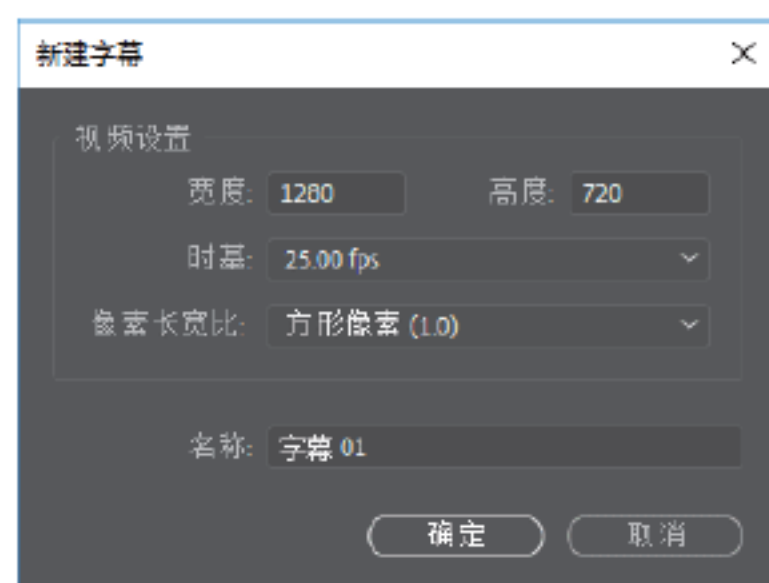 新建字幕
视频设置
宽度: 1280 高度: 720
时基: 25.00 fps
像素长宽比: 方形像素 (1.0)
名称: 字幕 01
确定 取消